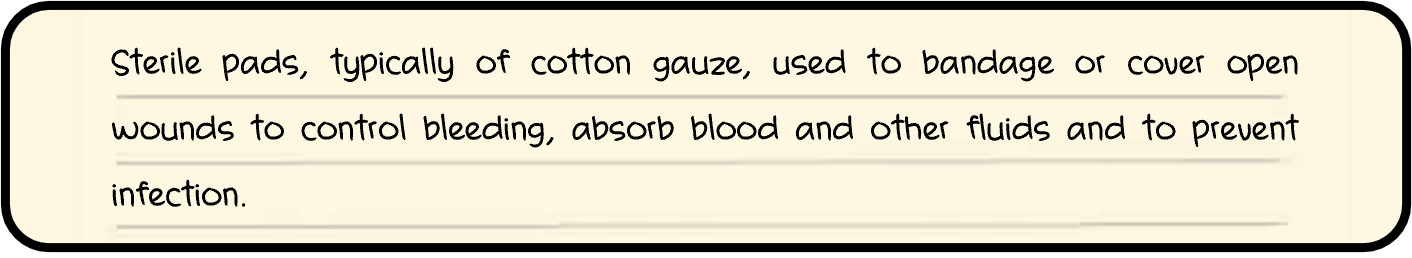 Sterile pads, typically of cotton gauze, used to bandage or cover open
wounds to control bleeding, absorb blood and other fluids and to prevent
infection.